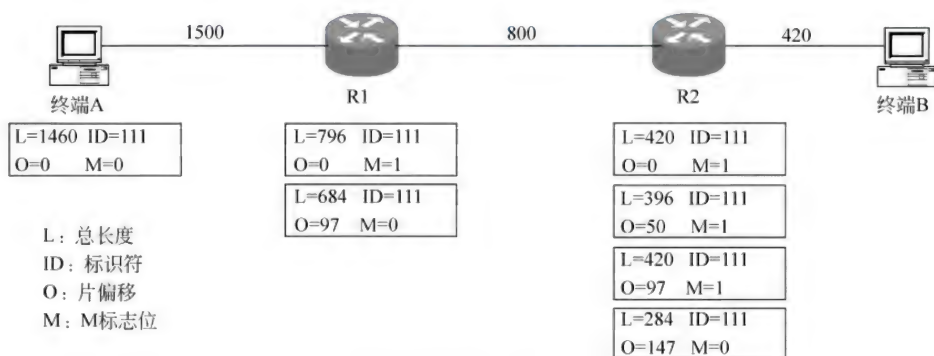 1500
800
420
终端A
R1
R2
终端B
L=1460 ID=111
O=0 M=0
L=796 ID=111
O=0 M=1
L=684 ID=111
O=97 M=0
L=420 ID=111
O=0 M=1
L=396 ID=111
O=50 M=1
L=420 ID=111
O=97 M=1
L=284 ID=111
O=147 M=0
L：总长度
ID：标识符
O：片偏移
M：M标志位